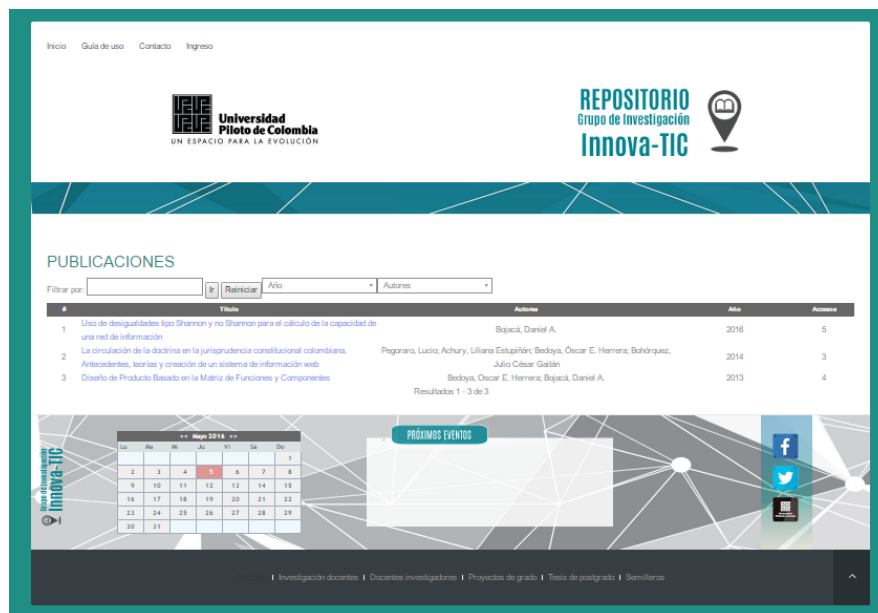 Inicio Guía de uso Contacto Ingreso
Universidad
Piloto de Colombia
UN ESPACIO PARA LA EVOLUCIÓN
REPOSITORIO
Grupo de Investigación
Innova-TIC
PUBLICACIONES
Filtrar por: Ir Reiniciar Año Autores
# Título Autores Año Accesos
1 Uso de desigualdades tipo Shannon y no Shannon para el cálculo de la capacidad de una red de información Bojacá, Daniel A. 2016 5
2 La circulación de la doctrina en la jurisprudencia constitucional colombiana. Antecedentes, teorías y creación de un sistema de información web Pegoraro, Lucio; Achury, Liliana Estupiñán; Bedoya, Óscar E. Herrera; Bohórquez, Julio César Gaitán 2014 3
3 Diseño de Producto Basado en la Matriz de Funciones y Componentes Bedoya, Oscar E. Herrera; Bojacá, Daniel A. 2013 4
Resultados 1 - 3 de 3
Grupo de Investigación
Innova-TIC
<< Mayo 2016 >>
Lu Ma Mi Ju Vi Sa Do
1
2 3 4 5 6 7 8
9 10 11 12 13 14 15
16 17 18 19 20 21 22
23 24 25 26 27 28 29
30 31
PRÓXIMOS EVENTOS
I Investigación docentes I Docentes investigadores I Proyectos de grado I Tesis de postgrado I Semilleros